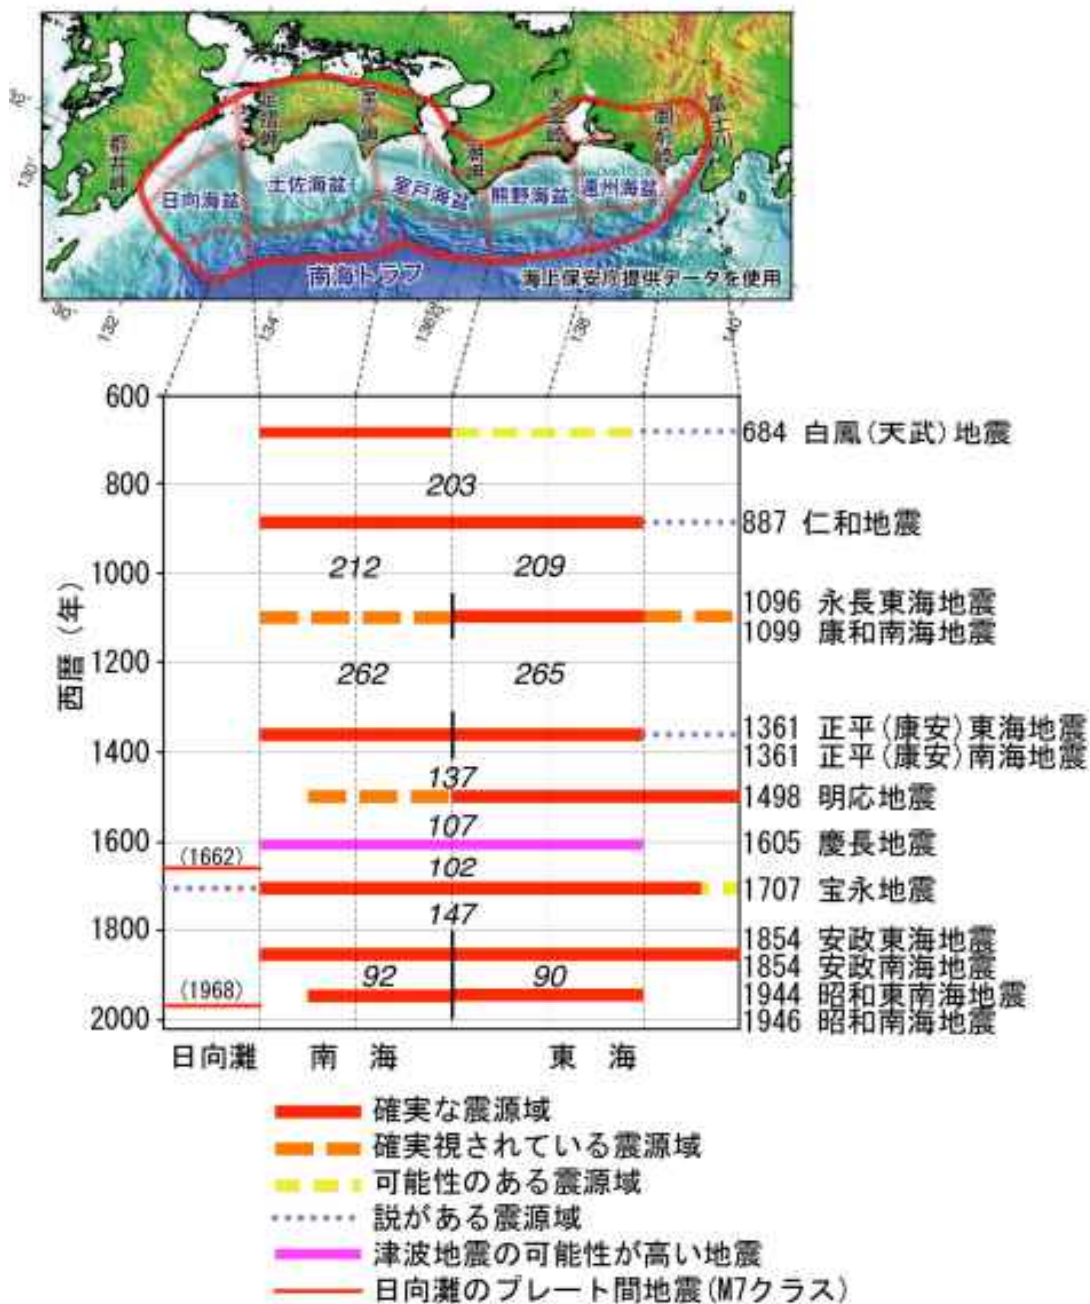 都井岬
足摺岬
室戸岬
潮岬
大王崎
御前崎
富士川
日向海盆
土佐海盆
室戸海盆
熊野海盆
遠州海盆
南海トラフ
海上保安庁提供データを使用
130°
132°
134°
138°
140°
西暦(年)
600
800
1000
1200
1400
1600
1800
2000
203
212
209
262
265
137
107
102
147
92
90
(1662)
(1968)
684 白鳳(天武)地震
887 仁和地震
1096 永長東海地震
1099 康和南海地震
1361 正平(康安)東海地震
1361 正平(康安)南海地震
1498 明応地震
1605 慶長地震
1707 宝永地震
1854 安政東海地震
1854 安政南海地震
1944 昭和東南海地震
1946 昭和南海地震
日向灘 南 海 東 海
確実な震源域
確実視されている震源域
可能性のある震源域
説がある震源域
津波地震の可能性が高い地震
日向灘のプレート間地震(M7クラス)